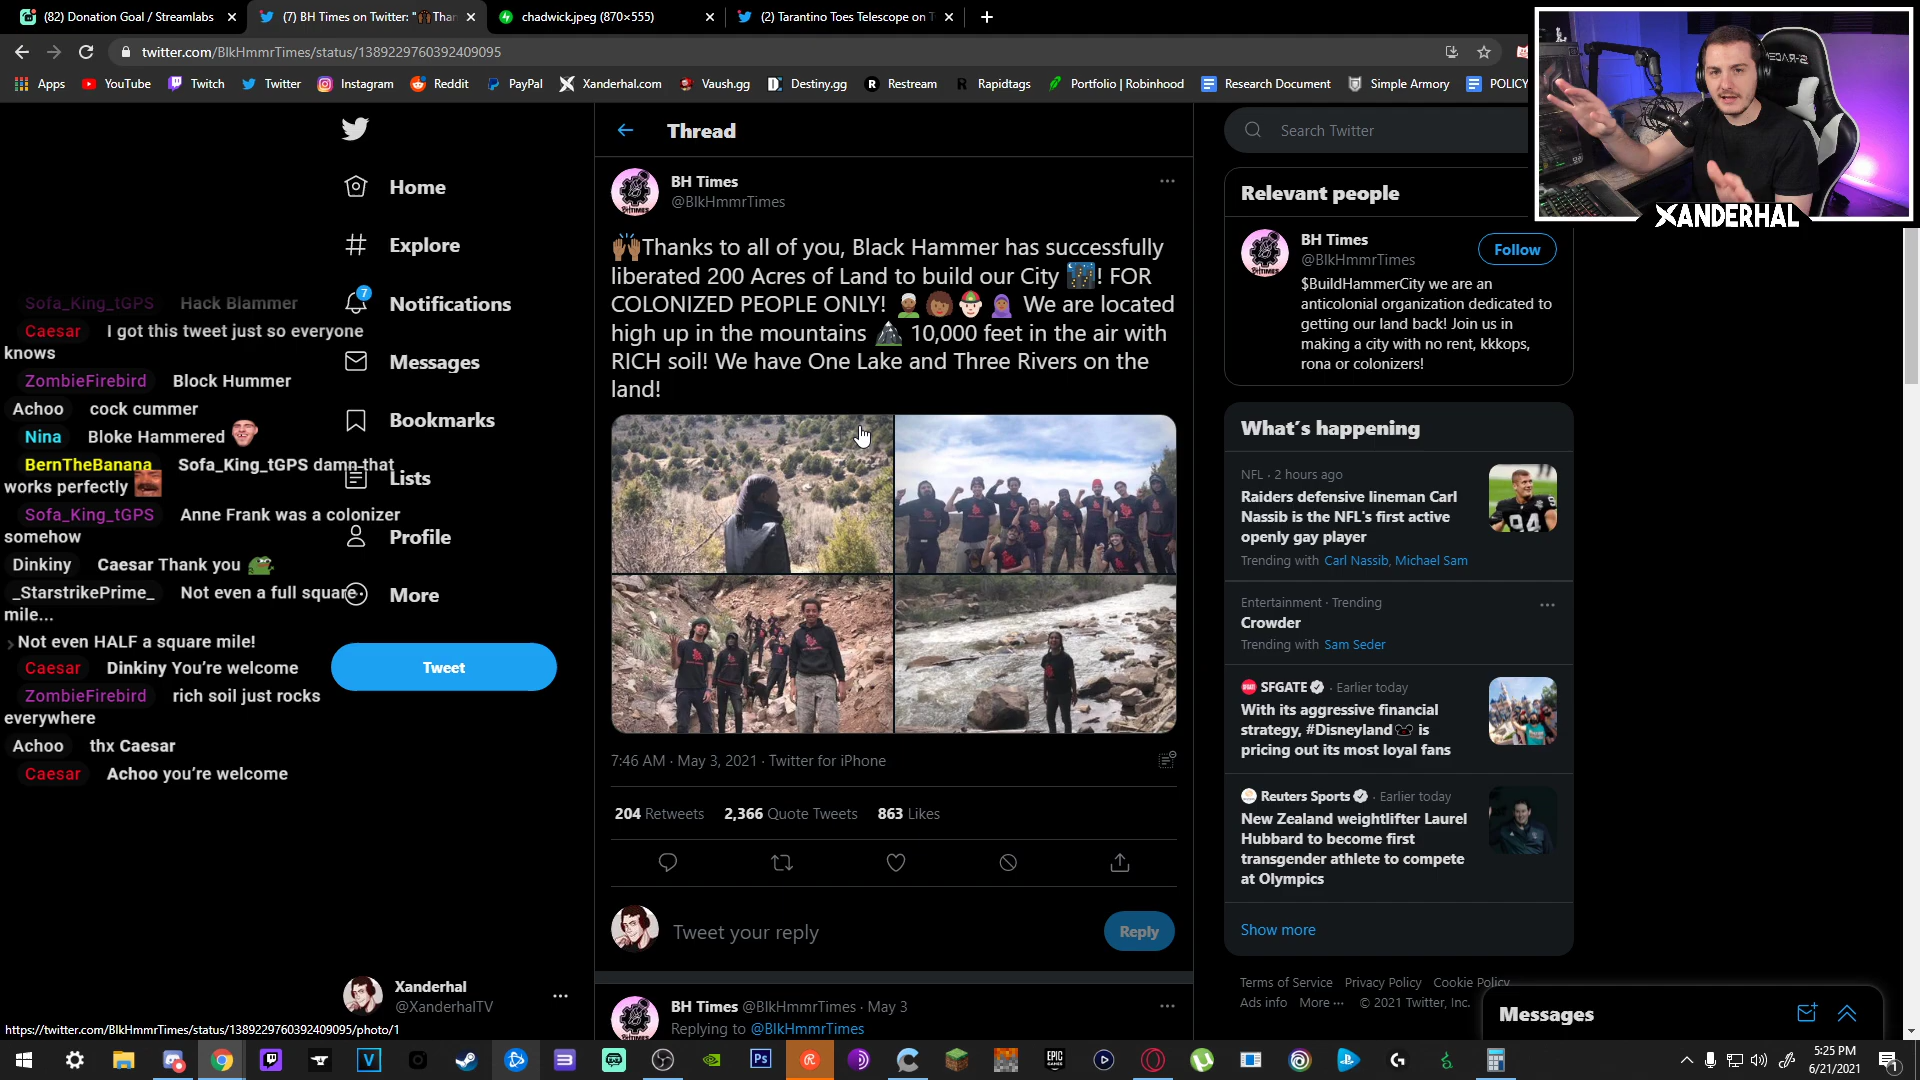 (82) Donation Goal / Streamlabs
(7) BH Times on Twitter: "🙌🏾Than
chadwick.jpeg (870×555)
(2) Tarantino Toes Telescope on T
twitter.com/BlkHmmrTimes/status/1389229760392409095
Apps YouTube Twitch Twitter Instagram Reddit PayPal Xanderhal.com Vaush.gg Destiny.gg Restream Rapidtags Portfolio | Robinhood Research Document Simple Armory POLICY
XANDERHAL
Home
Explore
Notifications
7
Messages
Bookmarks
Lists
Profile
More
Tweet
Sofa_King_tGPS Hack Blammer
Caesar I got this tweet just so everyone
knows
ZombieFirebird Block Hummer
Achoo cock cummer
Nina Bloke Hammered
BernTheBanana Sofa_King_tGPS damn that
works perfectly
Sofa_King_tGPS Anne Frank was a colonizer
somehow
Dinkiny Caesar Thank you
_StarstrikePrime_ Not even a full square
mile...
Not even HALF a square mile!
Caesar Dinkiny You're welcome
ZombieFirebird rich soil just rocks
everywhere
Achoo thx Caesar
Caesar Achoo you're welcome
Xanderhal
@XanderhalTV
https://twitter.com/BlkHmmrTimes/status/1389229760392409095/photo/1
Thread
BH Times
@BlkHmmrTimes
🙌🏾Thanks to all of you, Black Hammer has successfully
liberated 200 Acres of Land to build our City 🌃! FOR
COLONIZED PEOPLE ONLY! We are located
high up in the mountains ⛰ 10,000 feet in the air with
RICH soil! We have One Lake and Three Rivers on the
land!
7:46 AM · May 3, 2021 · Twitter for iPhone
204 Retweets 2,366 Quote Tweets 863 Likes
Tweet your reply
Reply
BH Times @BlkHmmrTimes · May 3
Replying to @BlkHmmrTimes
Search Twitter
Relevant people
BH Times
@BlkHmmrTimes
Follow
$BuildHammerCity we are an
anticolonial organization dedicated to
getting our land back! Join us in
making a city with no rent, kkkops,
rona or colonizers!
What's happening
NFL · 2 hours ago
Raiders defensive lineman Carl
Nassib is the NFL's first active
openly gay player
Trending with Carl Nassib, Michael Sam
Entertainment · Trending
Crowder
Trending with Sam Seder
SFGATE · Earlier today
With its aggressive financial
strategy, #Disneyland is
pricing out its most loyal fans
Reuters Sports · Earlier today
New Zealand weightlifter Laurel
Hubbard to become first
transgender athlete to compete
at Olympics
Show more
Terms of Service Privacy Policy Cookie Policy
Ads info More ··· © 2021 Twitter, Inc.
Messages
5:25 PM
6/21/2021